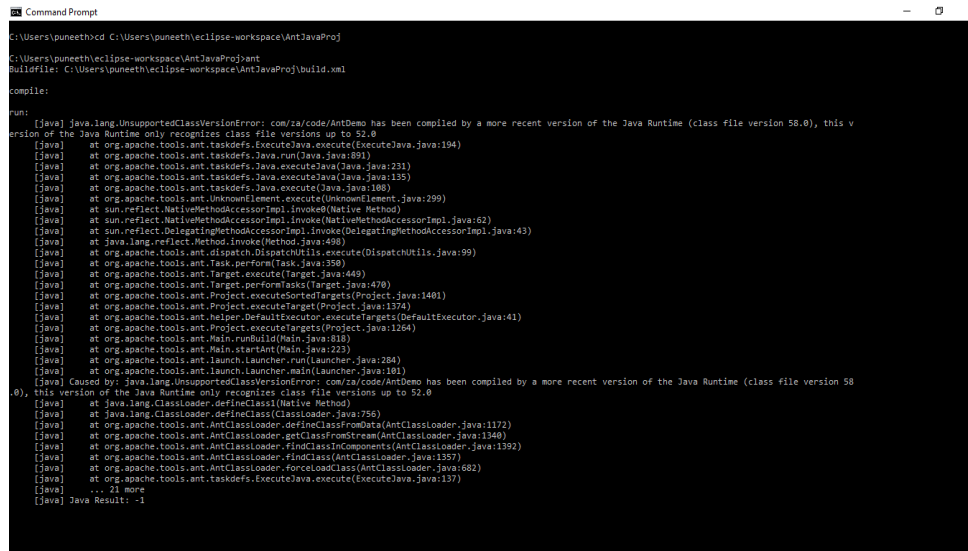 Command Prompt
C:\Users\puneeth>cd C:\Users\puneeth\eclipse-workspace\AntJavaProj
C:\Users\puneeth\eclipse-workspace\AntJavaProj>ant
Buildfile: C:\Users\puneeth\eclipse-workspace\AntJavaProj\build.xml
compile:
run:
[java] java.lang.UnsupportedClassVersionError: com/za/code/AntDemo has been compiled by a more recent version of the Java Runtime (class file version 58.0), this v
ersion of the Java Runtime only recognizes class file versions up to 52.0
[java] at org.apache.tools.ant.taskdefs.ExecuteJava.execute(ExecuteJava.java:194)
[java] at org.apache.tools.ant.taskdefs.Java.run(Java.java:891)
[java] at org.apache.tools.ant.taskdefs.Java.executeJava(Java.java:231)
[java] at org.apache.tools.ant.taskdefs.Java.executeJava(Java.java:135)
[java] at org.apache.tools.ant.taskdefs.Java.execute(Java.java:108)
[java] at org.apache.tools.ant.UnknownElement.execute(UnknownElement.java:299)
[java] at sun.reflect.NativeMethodAccessorImpl.invoke0(Native Method)
[java] at sun.reflect.NativeMethodAccessorImpl.invoke(NativeMethodAccessorImpl.java:62)
[java] at sun.reflect.DelegatingMethodAccessorImpl.invoke(DelegatingMethodAccessorImpl.java:43)
[java] at java.lang.reflect.Method.invoke(Method.java:498)
[java] at org.apache.tools.ant.dispatch.DispatchUtils.execute(DispatchUtils.java:99)
[java] at org.apache.tools.ant.Task.perform(Task.java:350)
[java] at org.apache.tools.ant.Target.execute(Target.java:449)
[java] at org.apache.tools.ant.Target.performTasks(Target.java:470)
[java] at org.apache.tools.ant.Project.executeSortedTargets(Project.java:1401)
[java] at org.apache.tools.ant.Project.executeTarget(Project.java:1374)
[java] at org.apache.tools.ant.helper.DefaultExecutor.executeTargets(DefaultExecutor.java:41)
[java] at org.apache.tools.ant.Project.executeTargets(Project.java:1264)
[java] at org.apache.tools.ant.Main.runBuild(Main.java:818)
[java] at org.apache.tools.ant.Main.startAnt(Main.java:223)
[java] at org.apache.tools.ant.launch.Launcher.run(Launcher.java:284)
[java] at org.apache.tools.ant.launch.Launcher.main(Launcher.java:101)
[java] Caused by: java.lang.UnsupportedClassVersionError: com/za/code/AntDemo has been compiled by a more recent version of the Java Runtime (class file version 58
.0), this version of the Java Runtime only recognizes class file versions up to 52.0
[java] at java.lang.ClassLoader.defineClass1(Native Method)
[java] at java.lang.ClassLoader.defineClass(ClassLoader.java:756)
[java] at org.apache.tools.ant.AntClassLoader.defineClassFromData(AntClassLoader.java:1172)
[java] at org.apache.tools.ant.AntClassLoader.getClassFromStream(AntClassLoader.java:1340)
[java] at org.apache.tools.ant.AntClassLoader.findClassInComponents(AntClassLoader.java:1392)
[java] at org.apache.tools.ant.AntClassLoader.findClass(AntClassLoader.java:1357)
[java] at org.apache.tools.ant.AntClassLoader.forceLoadClass(AntClassLoader.java:682)
[java] at org.apache.tools.ant.taskdefs.ExecuteJava.execute(ExecuteJava.java:137)
[java] ... 21 more
[java] Java Result: -1